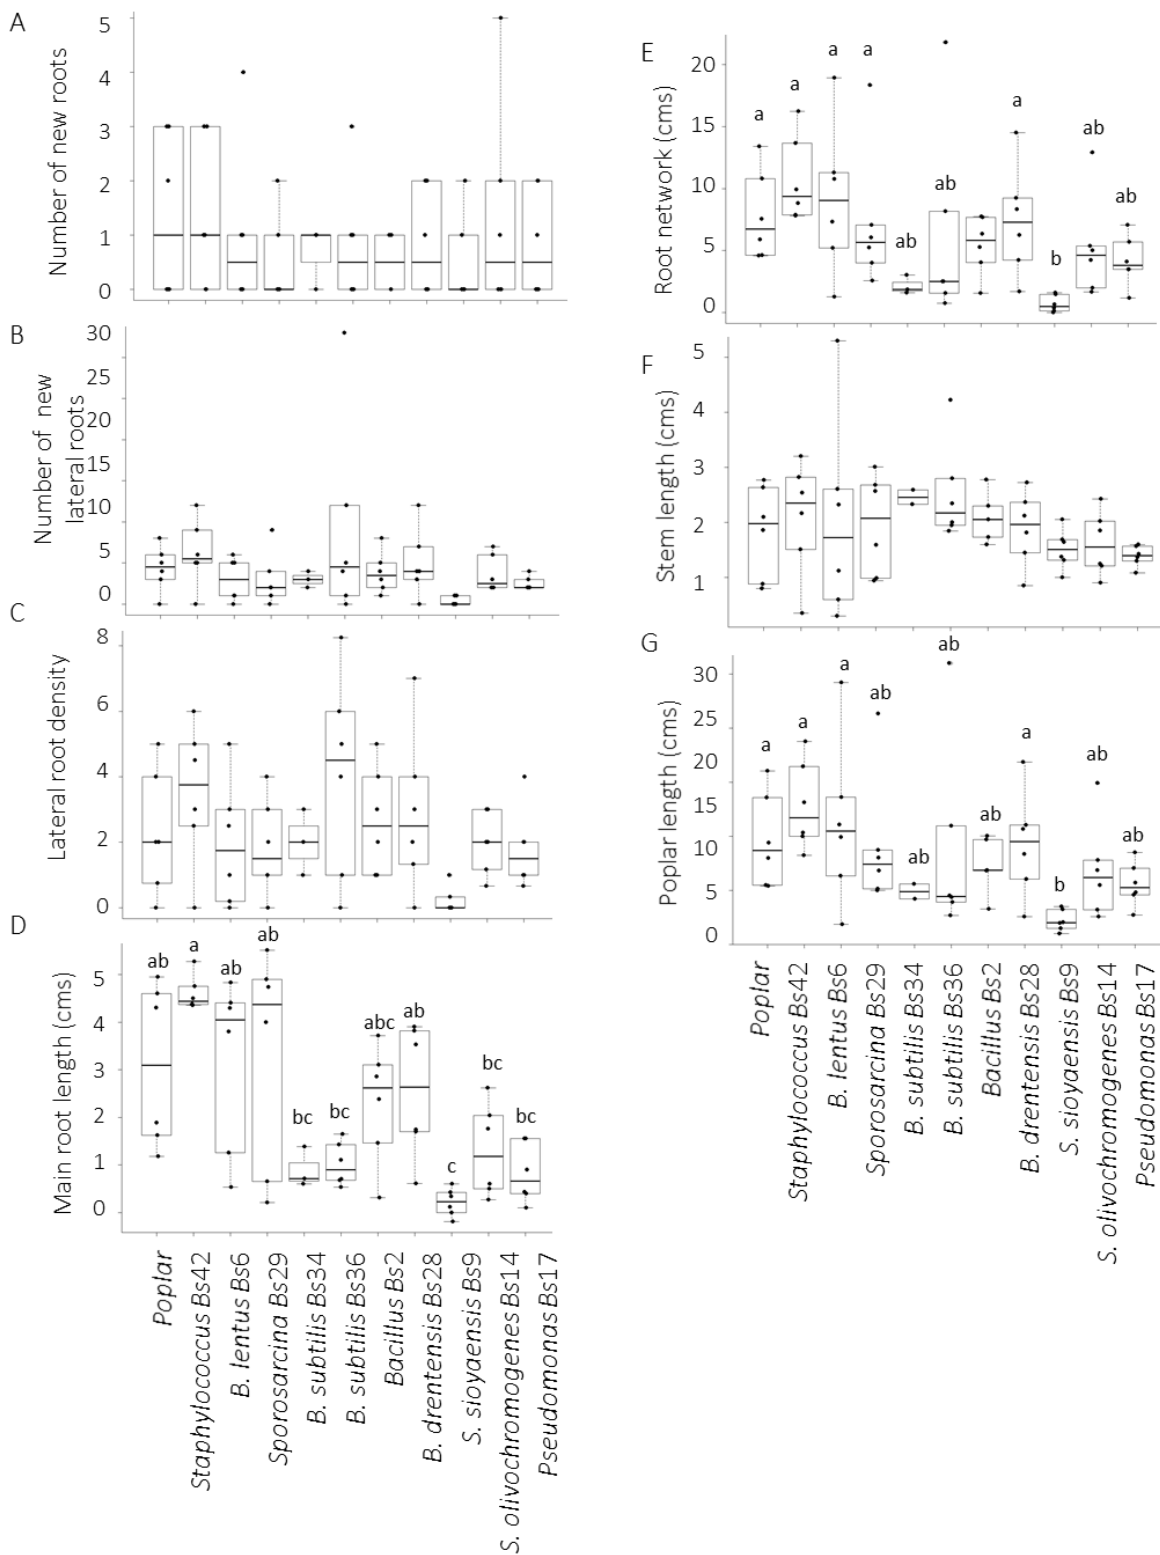 A
Number of new roots
5
4
3
2
1
0
B
Number of new
lateral roots
30
25
20
15
10
5
0
C
Lateral root density
8
6
4
2
0
D
Main root length (cms)
5
4
3
2
1
0
ab
a
ab
ab
bc
bc
abc
ab
c
bc
bc
Poplar
Staphylococcus Bs42
B. lentus Bs6
Sporosarcina Bs29
B. subtilis Bs34
B. subtilis Bs36
Bacillus Bs2
B. drentensis Bs28
S. sioyaensis Bs9
S. olivochromogenes Bs14
Pseudomonas Bs17
E
Root network (cms)
20
15
10
5
0
a
a
a
a
ab
ab
a
b
ab
ab
F
Stem length (cms)
5
4
3
2
1
G
Poplar length (cms)
30
25
20
15
10
5
0
a
a
a
ab
ab
ab
ab
a
b
ab
ab
Poplar
Staphylococcus Bs42
B. lentus Bs6
Sporosarcina Bs29
B. subtilis Bs34
B. subtilis Bs36
Bacillus Bs2
B. drentensis Bs28
S. sioyaensis Bs9
S. olivochromogenes Bs14
Pseudomonas Bs17